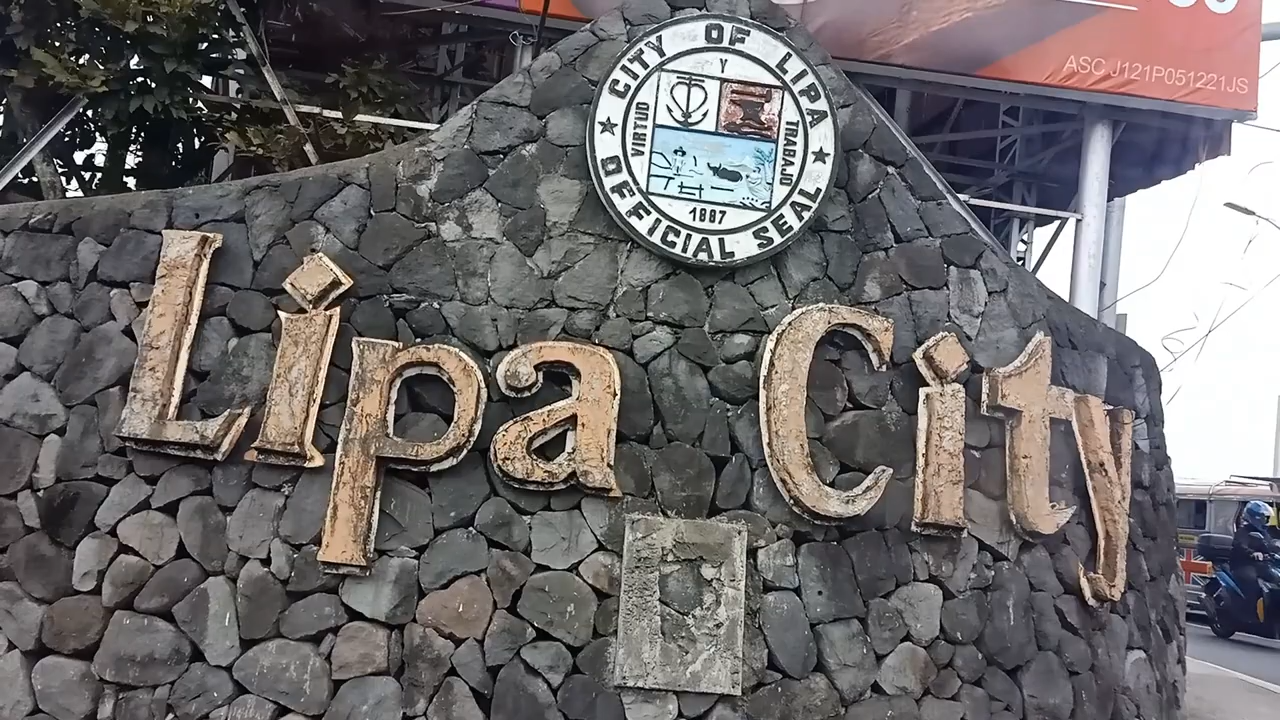 ASC J121P051221JS
CITY OF LIPA
Y
VIRTUD
TRABAJO
1887
OFFICIAL SEAL
Lipa City